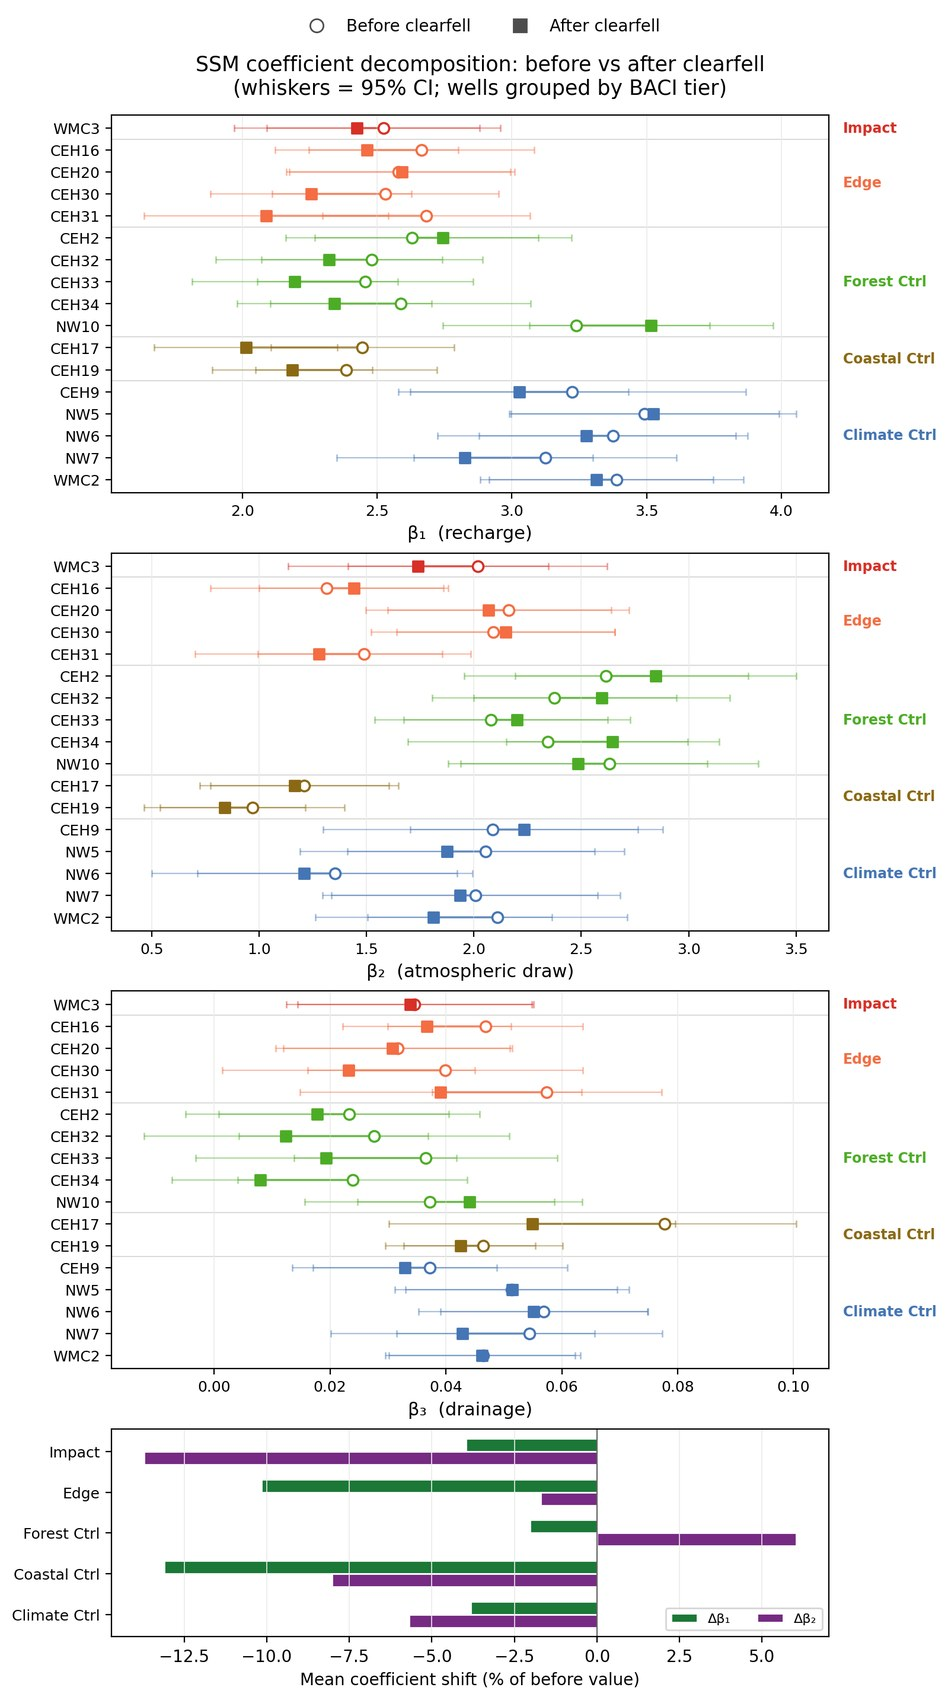 Before clearfell After clearfell
SSM coefficient decomposition: before vs after clearfell
(whiskers = 95% CI; wells grouped by BACI tier)
WMC3 Impact
CEH16
CEH20 Edge
CEH30
CEH31
CEH2
CEH32
CEH33 Forest Ctrl
CEH34
NW10
CEH17 Coastal Ctrl
CEH19
CEH9
NW5
NW6 Climate Ctrl
NW7
WMC2
2.0 2.5 3.0 3.5 4.0
β₁ (recharge)
WMC3 Impact
CEH16
CEH20 Edge
CEH30
CEH31
CEH2
CEH32
CEH33 Forest Ctrl
CEH34
NW10
CEH17 Coastal Ctrl
CEH19
CEH9
NW5
NW6 Climate Ctrl
NW7
WMC2
0.5 1.0 1.5 2.0 2.5 3.0 3.5
β₂ (atmospheric draw)
WMC3 Impact
CEH16
CEH20 Edge
CEH30
CEH31
CEH2
CEH32
CEH33 Forest Ctrl
CEH34
NW10
CEH17 Coastal Ctrl
CEH19
CEH9
NW5
NW6 Climate Ctrl
NW7
WMC2
0.00 0.02 0.04 0.06 0.08 0.10
β₃ (drainage)
Impact
Edge
Forest Ctrl
Coastal Ctrl
Climate Ctrl
Δβ₁ Δβ₂
−12.5 −10.0 −7.5 −5.0 −2.5 0.0 2.5 5.0
Mean coefficient shift (% of before value)